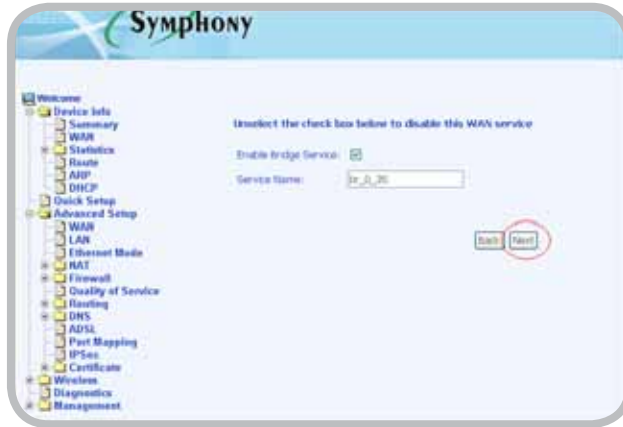 Symphony
Welcome
Device Info
Summary
WAN
Statistics
Route
ARP
DHCP
Quick Setup
Advanced Setup
WAN
LAN
Ethernet Mode
NAT
Firewall
Quality of Service
Routing
DNS
ADSL
Port Mapping
IPSec
Certificate
Wireless
Diagnostics
Management
Unselect the check box below to disable this WAN service
Enable Bridge Service:
Service Name: br_0_35
Back Next